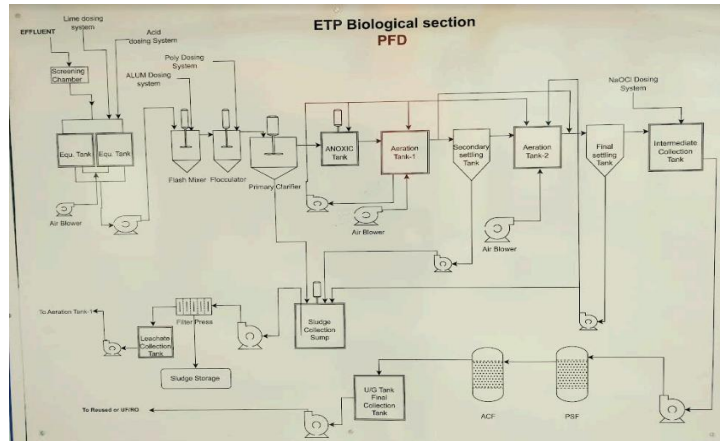 ETP Biological section
PFD
EFFLUENT
Lime dosing
system
Acid
dosing System
Screening
Chamber
ALUM Dosing
system
Poly Dosing
System
NaOCl Dosing
System
Equ. Tank
Equ. Tank
Air Blower
Flash Mixer
Flocculator
Primary Clarifier
ANOXIC
Tank
Aeration
Tank-1
Air Blower
Secondary
settling
Tank
Aeration
Tank-2
Air Blower
Final
settling
Tank
Intermediate
Collection
Tank
To Aeration Tank-1
Leachate
Collection
Tank
Filter Press
Sludge Storage
Sludge
Collection
Sump
U/G Tank
Final
Collection
Tank
ACF
PSF
To Reused or UF/RO